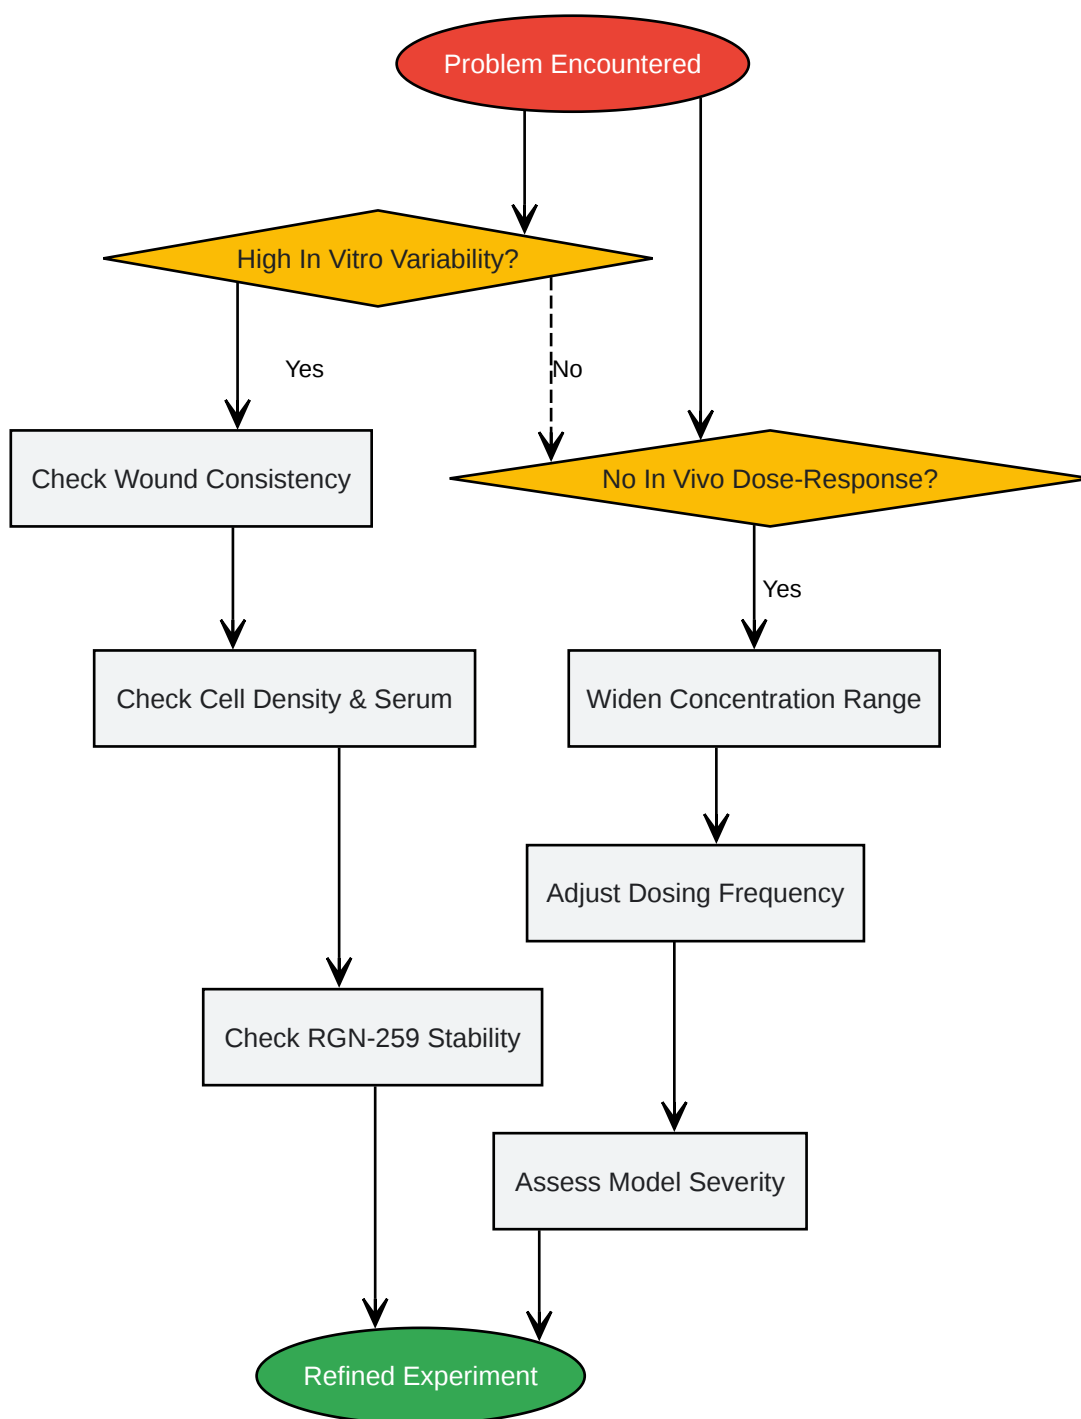 Problem Encountered
High In Vitro Variability?
Yes
No
Check Wound Consistency
No In Vivo Dose-Response?
Yes
Check Cell Density & Serum
Widen Concentration Range
Adjust Dosing Frequency
Check RGN-259 Stability
Assess Model Severity
Refined Experiment